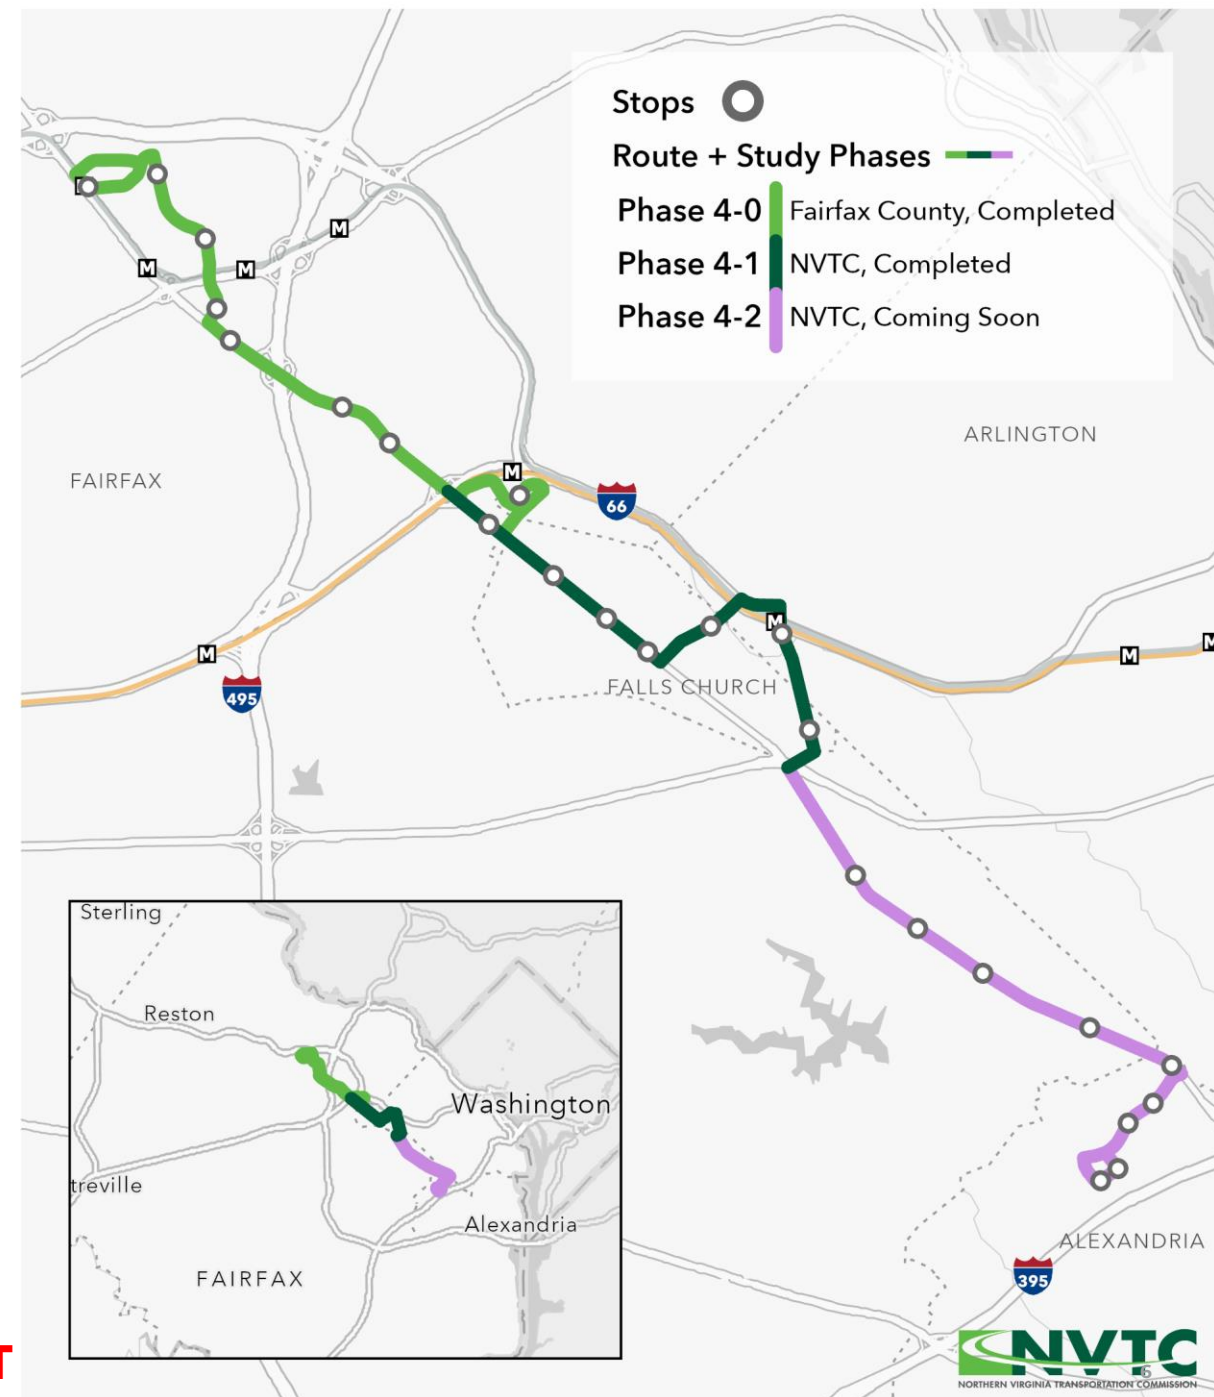 Stops
Route + Study Phases
Phase 4-0 Fairfax County, Completed
Phase 4-1 NVTC, Completed
Phase 4-2 NVTC, Coming Soon
M
M
M
M
ARLINGTON
FAIRFAX
M
66
M
M
M
M
495
FALLS CHURCH
Sterling
Reston
Washington
treville
Alexandria
FAIRFAX
ALEXANDRIA
395
T
NVTC
5
NORTHERN VIRGINIA TRANSPORTATION COMMISSION